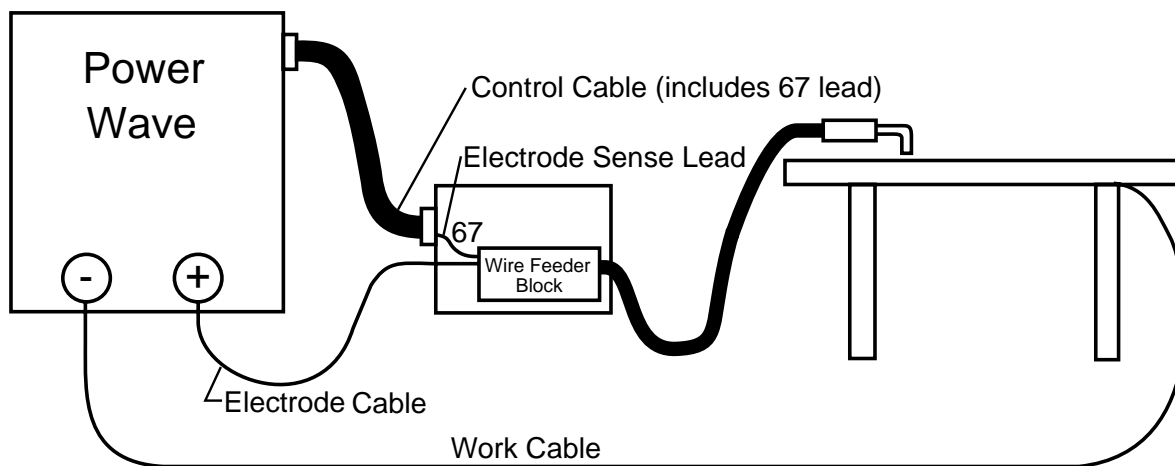 Power
Wave
Control Cable (includes 67 lead)
Electrode Sense Lead
67
Wire Feeder
Block
- +
Electrode Cable
Work Cable